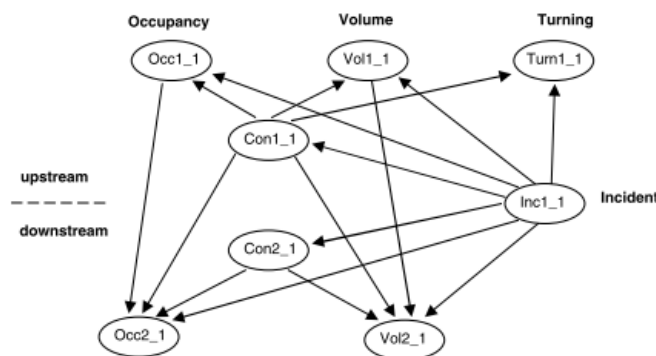 Occupancy Volume Turning
Occ1_1 Vol1_1 Turn1_1
Con1_1
upstream
Inc1_1 Incident
downstream
Con2_1
Occ2_1 Vol2_1